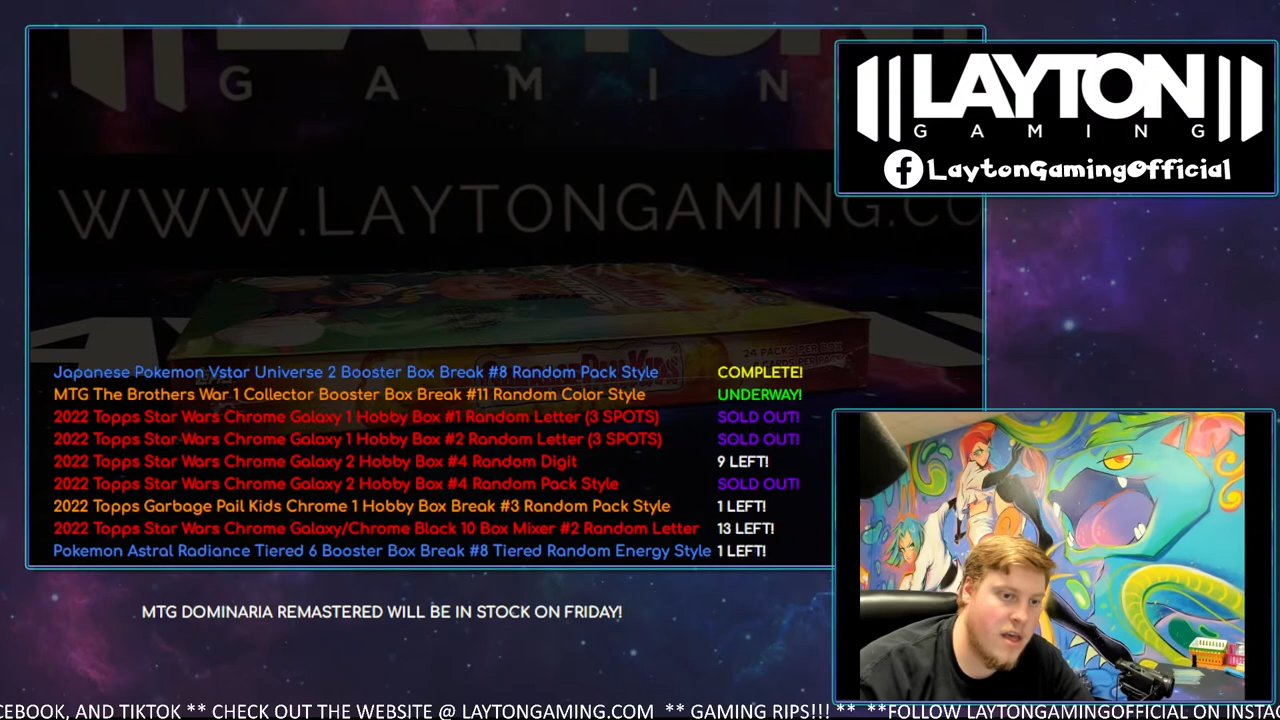 G A M I N
WWW.LAYTONGAMING.CO
24 PACKS PER BOX
Japanese Pokemon Vstar Universe 2 Booster Box Break #8 Random Pack Style COMPLETE!
MTG The Brothers War 1 Collector Booster Box Break #11 Random Color Style UNDERWAY!
2022 Topps Star Wars Chrome Galaxy 1 Hobby Box #1 Random Letter (3 SPOTS) SOLD OUT!
2022 Topps Star Wars Chrome Galaxy 1 Hobby Box #2 Random Letter (3 SPOTS) SOLD OUT!
2022 Topps Star Wars Chrome Galaxy 2 Hobby Box #4 Random Digit 9 LEFT!
2022 Topps Star Wars Chrome Galaxy 2 Hobby Box #4 Random Pack Style SOLD OUT!
2022 Topps Garbage Pail Kids Chrome 1 Hobby Box Break #3 Random Pack Style 1 LEFT!
2022 Topps Star Wars Chrome Galaxy/Chrome Black 10 Box Mixer #2 Random Letter 13 LEFT!
Pokemon Astral Radiance Tiered 6 Booster Box Break #8 Tiered Random Energy Style 1 LEFT!
LAYTON
GAMING
LaytonGamingOfficial
MTG DOMINARIA REMASTERED WILL BE IN STOCK ON FRIDAY!
CEBOOK, AND TIKTOK ** CHECK OUT THE WEBSITE @ LAYTONGAMING.COM ** GAMING RIPS!!! ** **FOLLOW LAYTONGAMINGOFFICIAL ON INSTAG